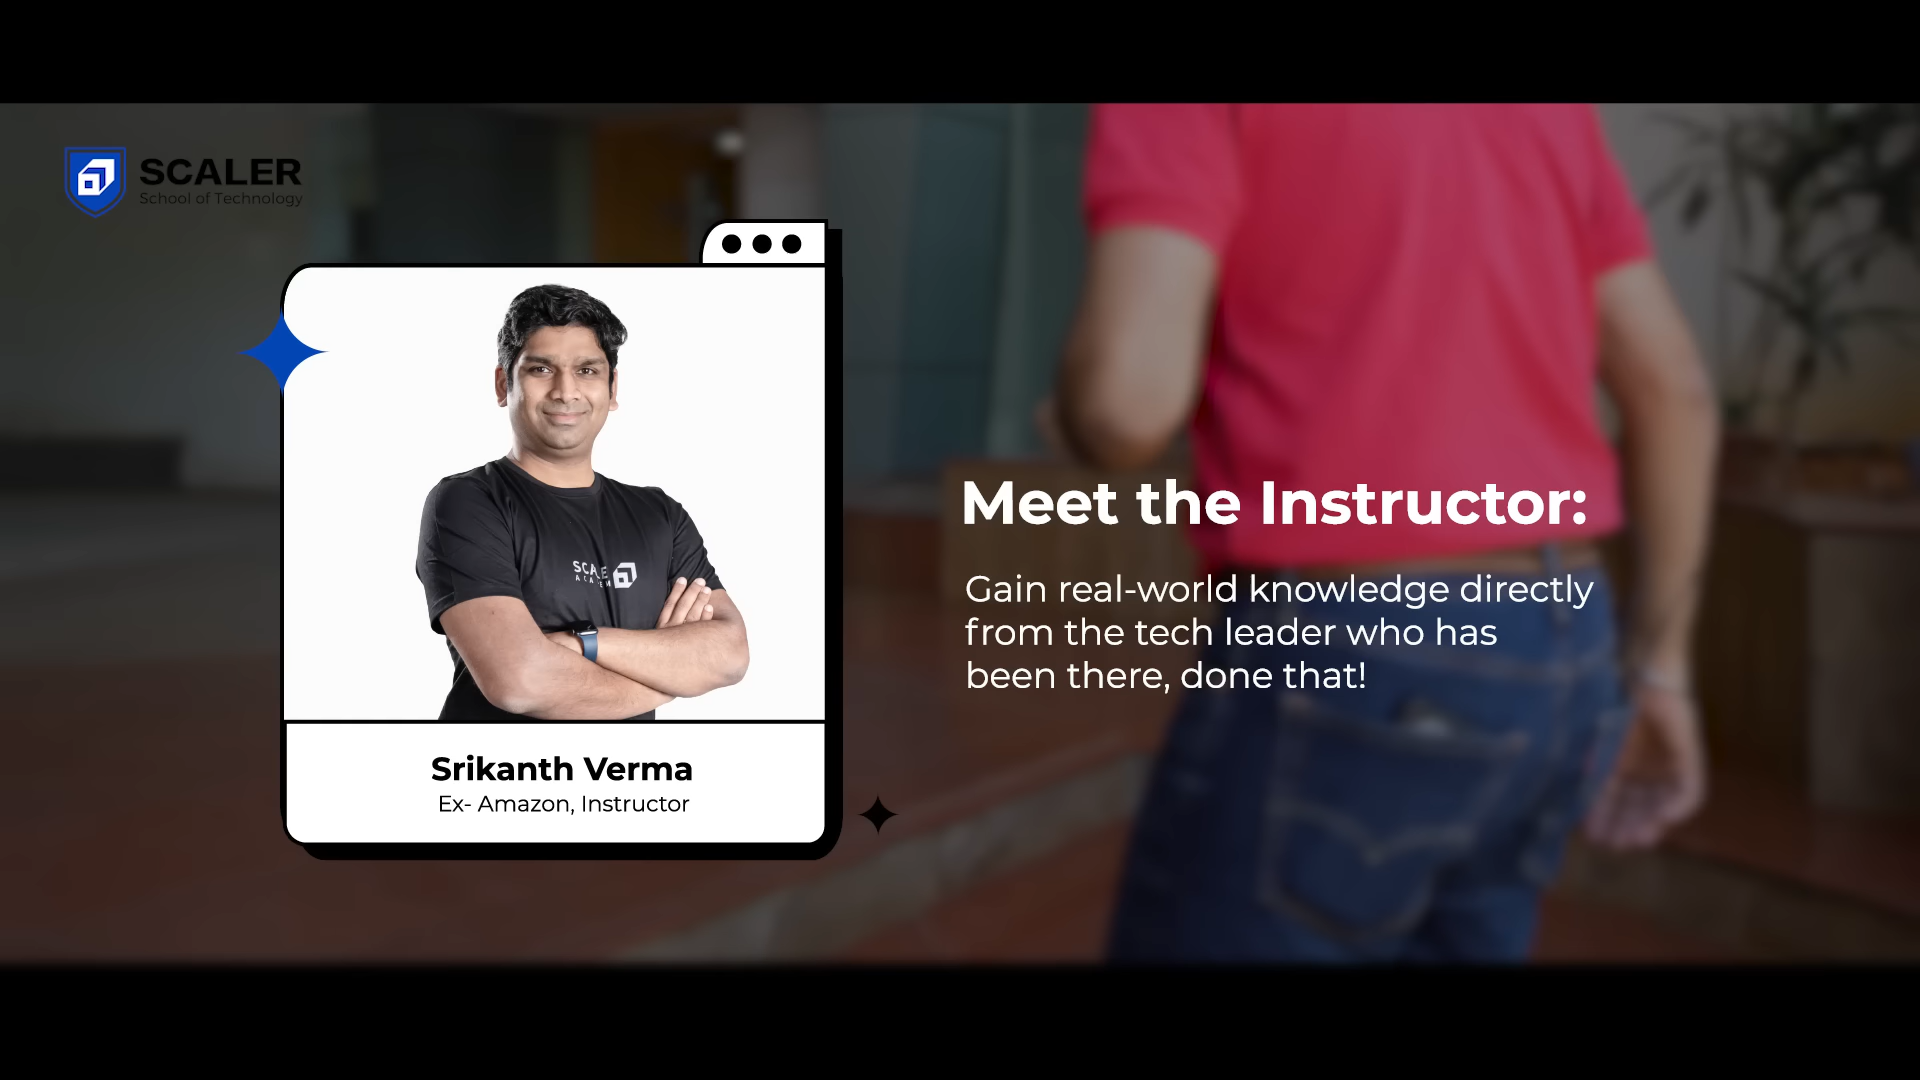 SCALER
School of Technology
Meet the Instructor:
Gain real-world knowledge directly
from the tech leader who has
been there, done that!
Srikanth Verma
Ex- Amazon, Instructor